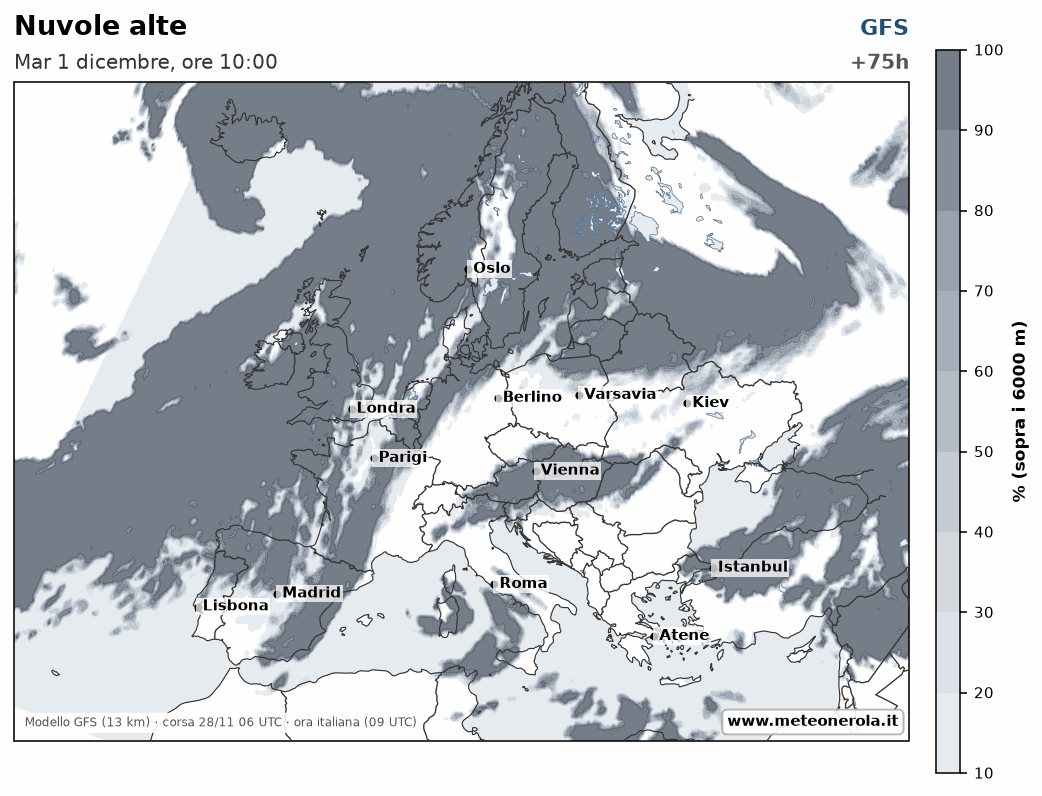 Nuvole alte
GFS
Mar 1 dicembre, ore 10:00
+75h
100
90
80
70
60
50
40
30
20
10
% (sopra i 6000 m)
Oslo
Londra
Berlino
Varsavia
Kiev
Parigi
Vienna
Istanbul
Roma
Madrid
Lisbona
Atene
Modello GFS (13 km) · corsa 28/11 06 UTC · ora italiana (09 UTC)
www.meteonerola.it